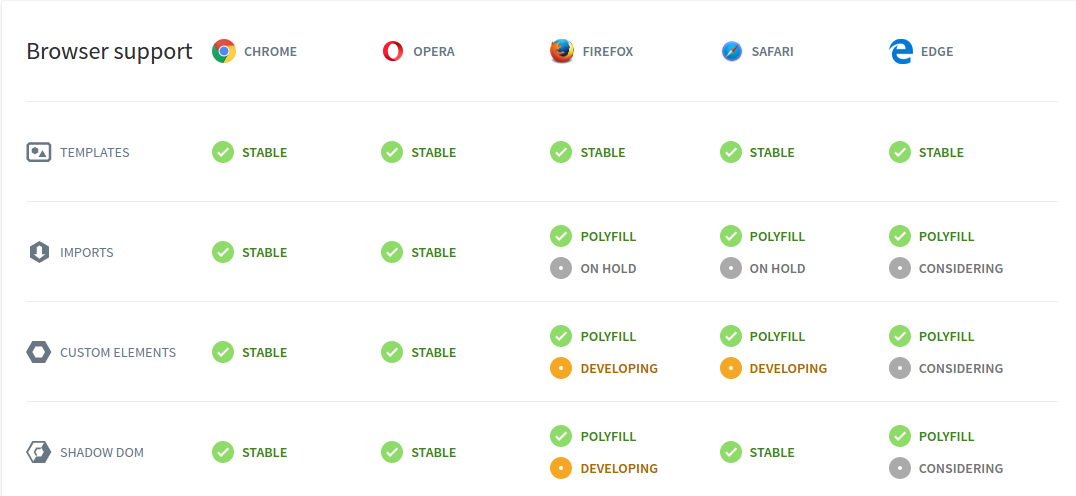 Browser support CHROME OPERA FIREFOX SAFARI EDGE
TEMPLATES STABLE STABLE STABLE STABLE STABLE
IMPORTS STABLE STABLE POLYFILL POLYFILL POLYFILL
ON HOLD ON HOLD CONSIDERING
CUSTOM ELEMENTS STABLE STABLE POLYFILL POLYFILL POLYFILL
DEVELOPING DEVELOPING CONSIDERING
SHADOW DOM STABLE STABLE POLYFILL STABLE POLYFILL
DEVELOPING CONSIDERING